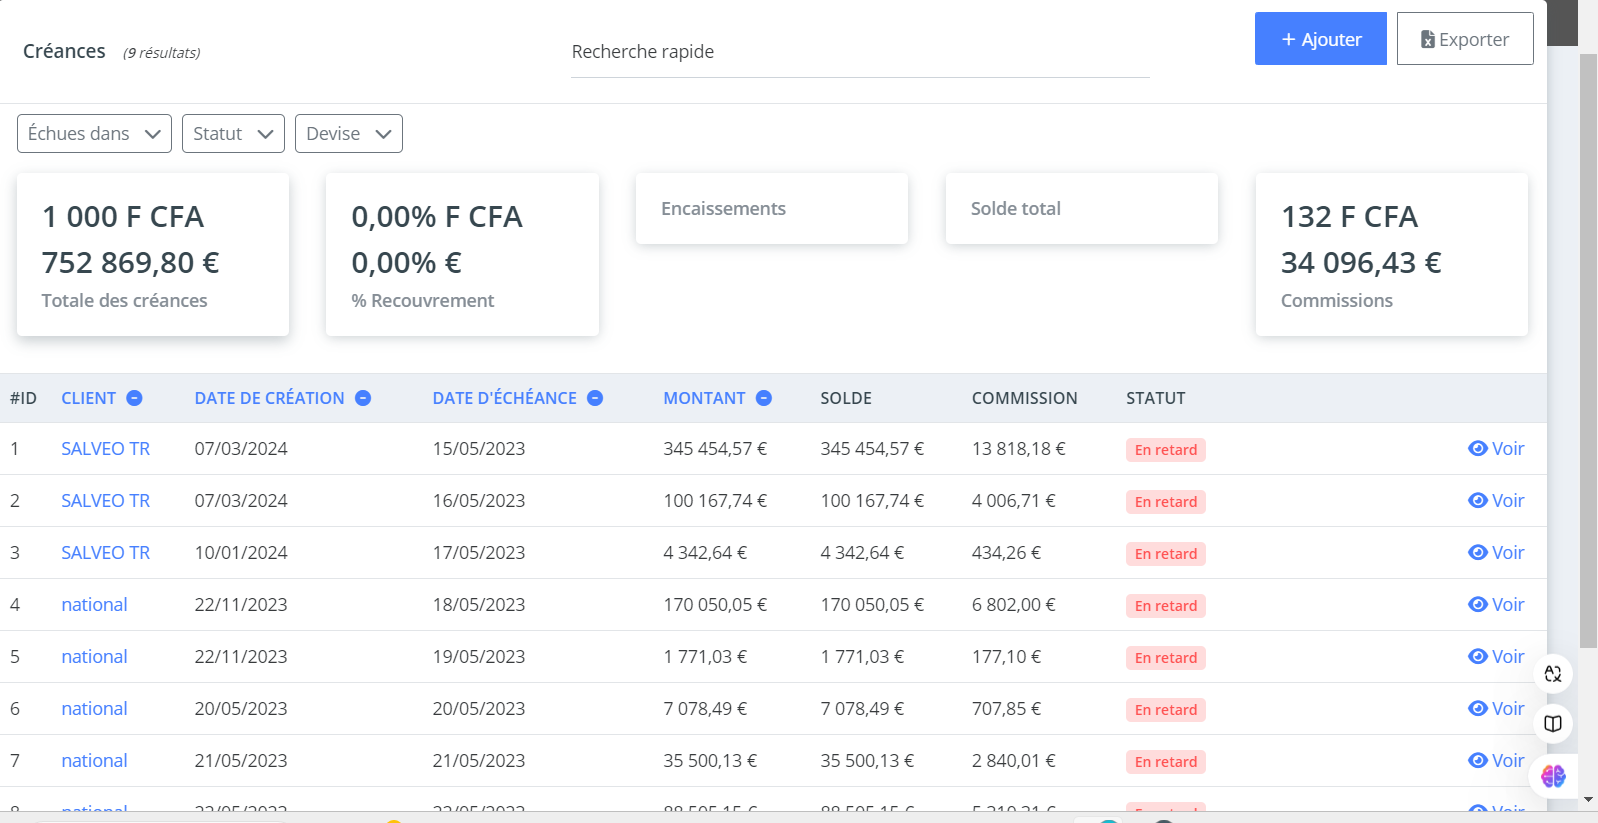 Créances (9 résultats)
Recherche rapide
+ Ajouter
Exporter
Échues dans
Statut
Devise
1 000 F CFA
752 869,80 €
Totale des créances
0,00% F CFA
0,00% €
% Recouvrement
Encaissements
Solde total
132 F CFA
34 096,43 €
Commissions
#ID CLIENT DATE DE CRÉATION DATE D'ÉCHÉANCE MONTANT SOLDE COMMISSION STATUT
1 SALVEO TR 07/03/2024 15/05/2023 345 454,57 € 345 454,57 € 13 818,18 € En retard Voir
2 SALVEO TR 07/03/2024 16/05/2023 100 167,74 € 100 167,74 € 4 006,71 € En retard Voir
3 SALVEO TR 10/01/2024 17/05/2023 4 342,64 € 4 342,64 € 434,26 € En retard Voir
4 national 22/11/2023 18/05/2023 170 050,05 € 170 050,05 € 6 802,00 € En retard Voir
5 national 22/11/2023 19/05/2023 1 771,03 € 1 771,03 € 177,10 € En retard Voir
6 national 20/05/2023 20/05/2023 7 078,49 € 7 078,49 € 707,85 € En retard Voir
7 national 21/05/2023 21/05/2023 35 500,13 € 35 500,13 € 2 840,01 € En retard Voir
national Voir